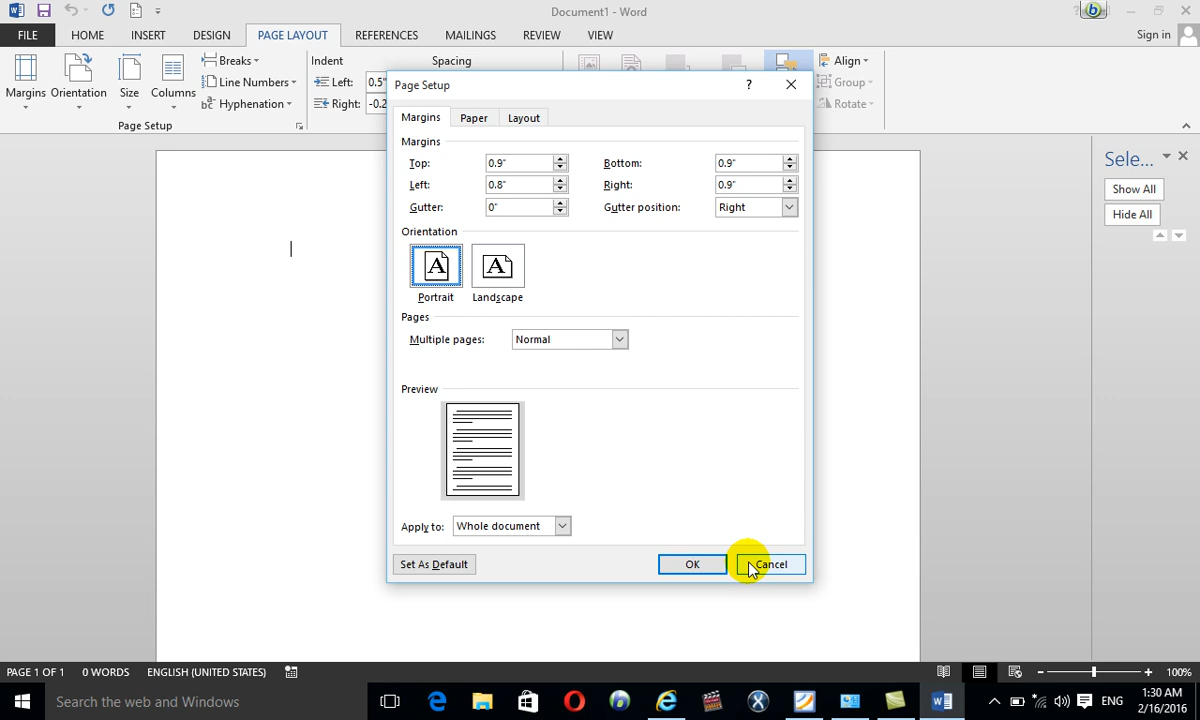 Document1 - Word
?
FILE HOME INSERT DESIGN PAGE LAYOUT REFERENCES MAILINGS REVIEW VIEW Sign in
Margins Orientation Size Columns
Breaks
Line Numbers
Hyphenation
Page Setup
Indent Spacing
Left: 0.5"
Right: -0.2
Align
Group
Rotate
Page Setup ?
Margins Paper Layout
Margins
Top: 0.9" Bottom: 0.9"
Left: 0.8" Right: 0.9"
Gutter: 0" Gutter position: Right
Orientation
A A
Portrait Landscape
Pages
Multiple pages: Normal
Preview
Apply to: Whole document
Set As Default OK Cancel
Sele...
Show All
Hide All
PAGE 1 OF 1 0 WORDS ENGLISH (UNITED STATES) 100%
Search the web and Windows
ENG 1:30 AM
2/16/2016